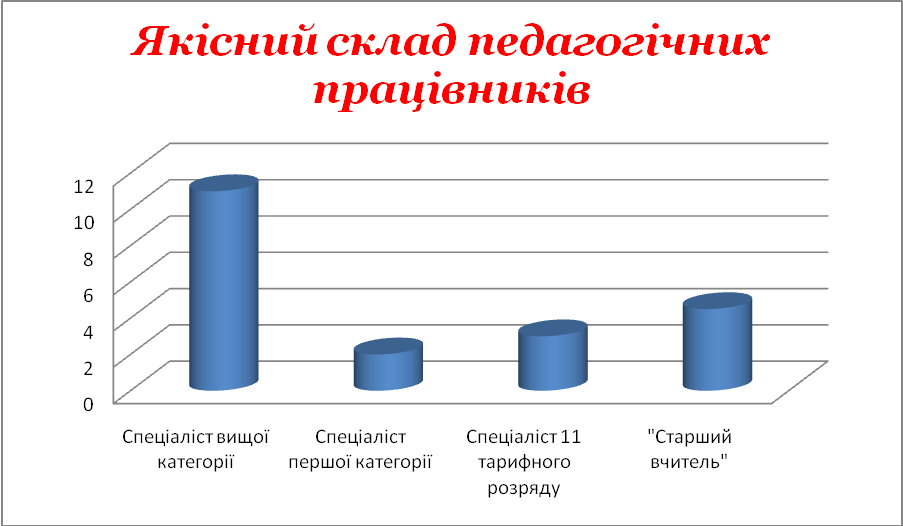 Якісний склад педагогічних
працівників
12
10
8
6
4
2
0
Спеціаліст вищої
категорії
Спеціаліст
першої категорії
Спеціаліст 11
тарифного
розряду
"Старший
вчитель"